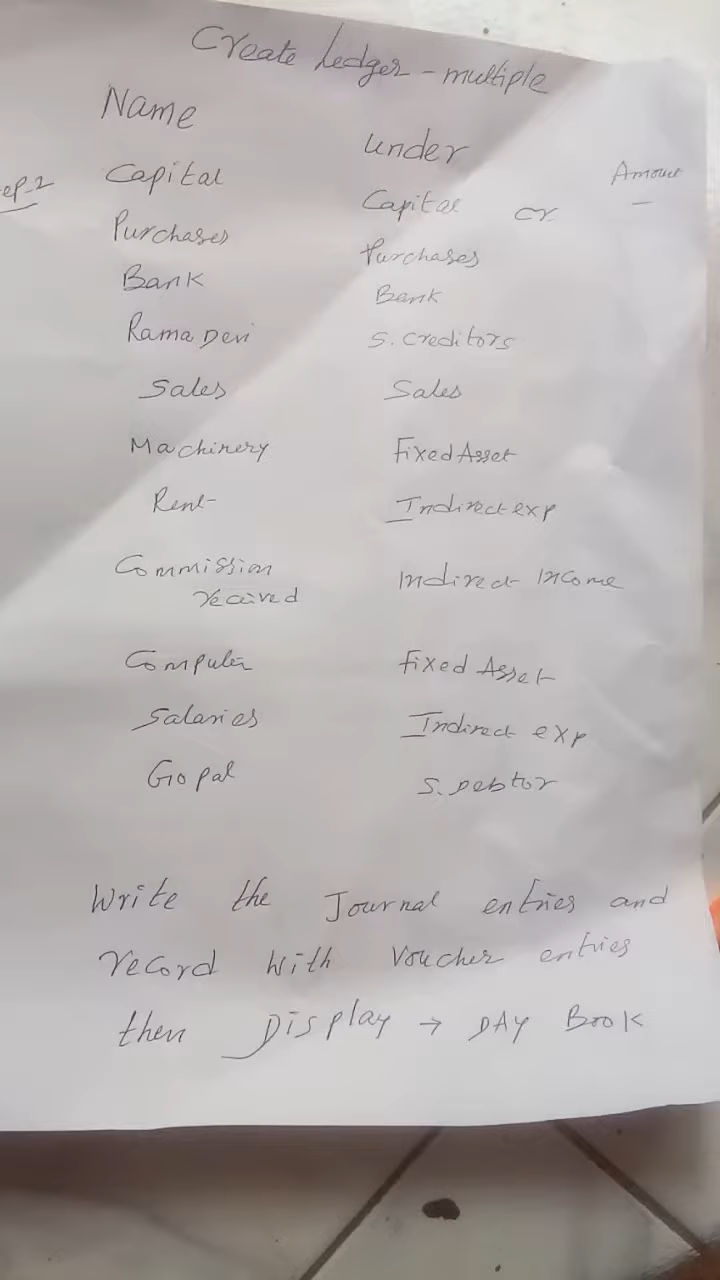 Create Ledger - multiple
Name under Amount
ep-2 Capital Capital cr -
Purchases Purchases
Bank Bank
Rama Devi S. creditors
Sales Sales
Machinery Fixed Asset
Rent Indirect exp
Commission Indirect Income
received
Computer Fixed Asset
Salaries Indirect exp
Gopal S. Debtor
Write the Journal entries and
record with Voucher entries
then Display → DAY BOOK